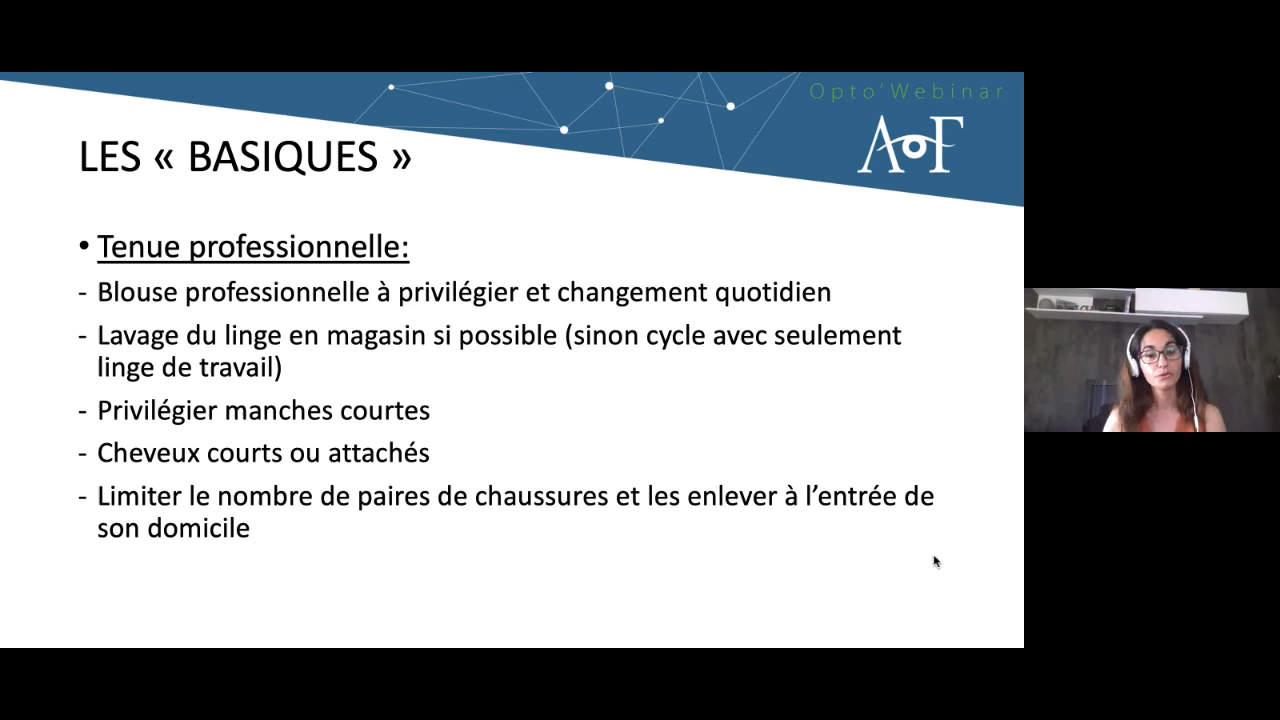 Opto'Webinar
AOF
LES « BASIQUES »
• Tenue professionnelle:
- Blouse professionnelle à privilégier et changement quotidien
- Lavage du linge en magasin si possible (sinon cycle avec seulement
linge de travail)
- Privilégier manches courtes
- Cheveux courts ou attachés
- Limiter le nombre de paires de chaussures et les enlever à l’entrée de
son domicile